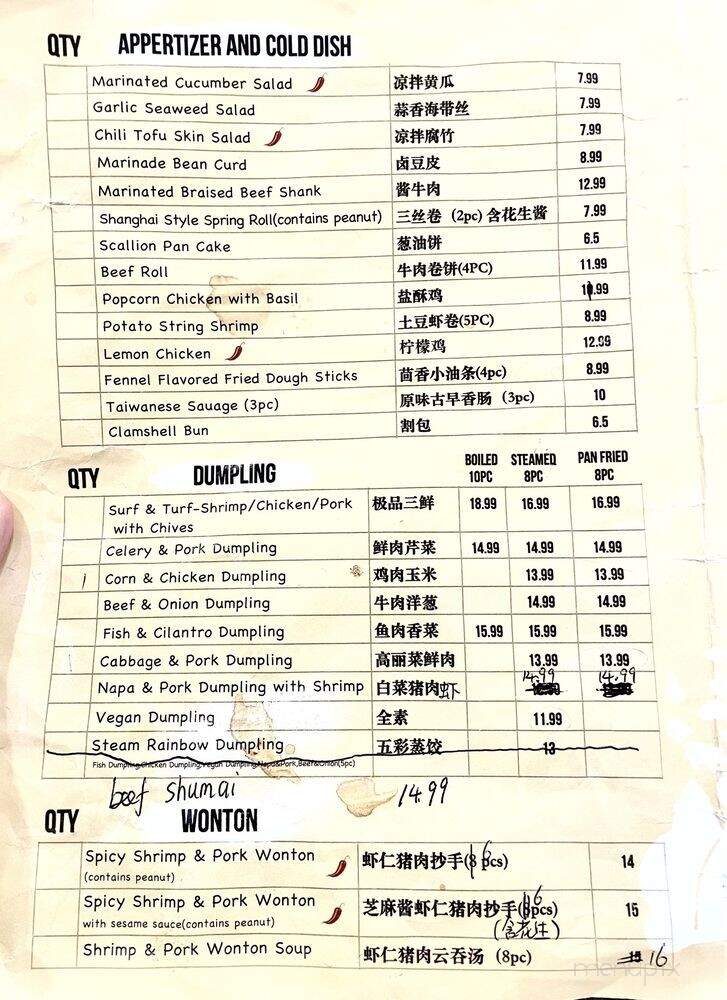 QTY APPERTIZER AND COLD DISH
Marinated Cucumber Salad 凉拌黄瓜 7.99
Garlic Seaweed Salad 蒜香海带丝 7.99
Chili Tofu Skin Salad 凉拌腐竹 7.99
Marinade Bean Curd 卤豆皮 8.99
Marinated Braised Beef Shank 酱牛肉 12.99
Shanghai Style Spring Roll(contains peanut) 三丝卷 (2pc) 含花生酱 7.99
Scallion Pan Cake 葱油饼 6.5
Beef Roll 牛肉卷饼(4PC) 11.99
Popcorn Chicken with Basil 盐酥鸡
Potato String Shrimp 土豆虾卷(5PC) 8.99
Lemon Chicken 柠檬鸡 12.99
Fennel Flavored Fried Dough Sticks 茴香小油条(4pc) 8.99
Taiwanese Sauage (3pc) 原味古早香肠 (3pc) 10
Clamshell Bun 割包 6.5
QTY DUMPLING BOILED 10PC STEAMED 8PC PAN FRIED 8PC
Surf & Turf-Shrimp/Chicken/Pork 极品三鲜 18.99 16.99 16.99
with Chives
Celery & Pork Dumpling 鲜肉芹菜 14.99 14.99 14.99
Corn & Chicken Dumpling 鸡肉玉米 13.99 13.99
Beef & Onion Dumpling 牛肉洋葱 14.99 14.99
Fish & Cilantro Dumpling 鱼肉香菜 15.99 15.99 15.99
Cabbage & Pork Dumpling 高丽菜鲜肉 13.99 13.99
Napa & Pork Dumpling with Shrimp 白菜猪肉虾 14.99 14.99
Vegan Dumpling 全素 11.99
Steam Rainbow Dumpling 五彩蒸饺 13
Fish Dumpling,Chicken Dumpling,Vegan Dumpling,Napa&Pork,Beef&Onion(5pc)
beef shumai 14.99
QTY WONTON
Spicy Shrimp & Pork Wonton 虾仁猪肉抄手(6pcs) 14
(contains peanut)
Spicy Shrimp & Pork Wonton 芝麻酱虾仁猪肉抄手(6pcs) 15
with sesame sauce(contains peanut) (含花生)
Shrimp & Pork Wonton Soup 虾仁猪肉云吞汤 (8pc) 16
menupix